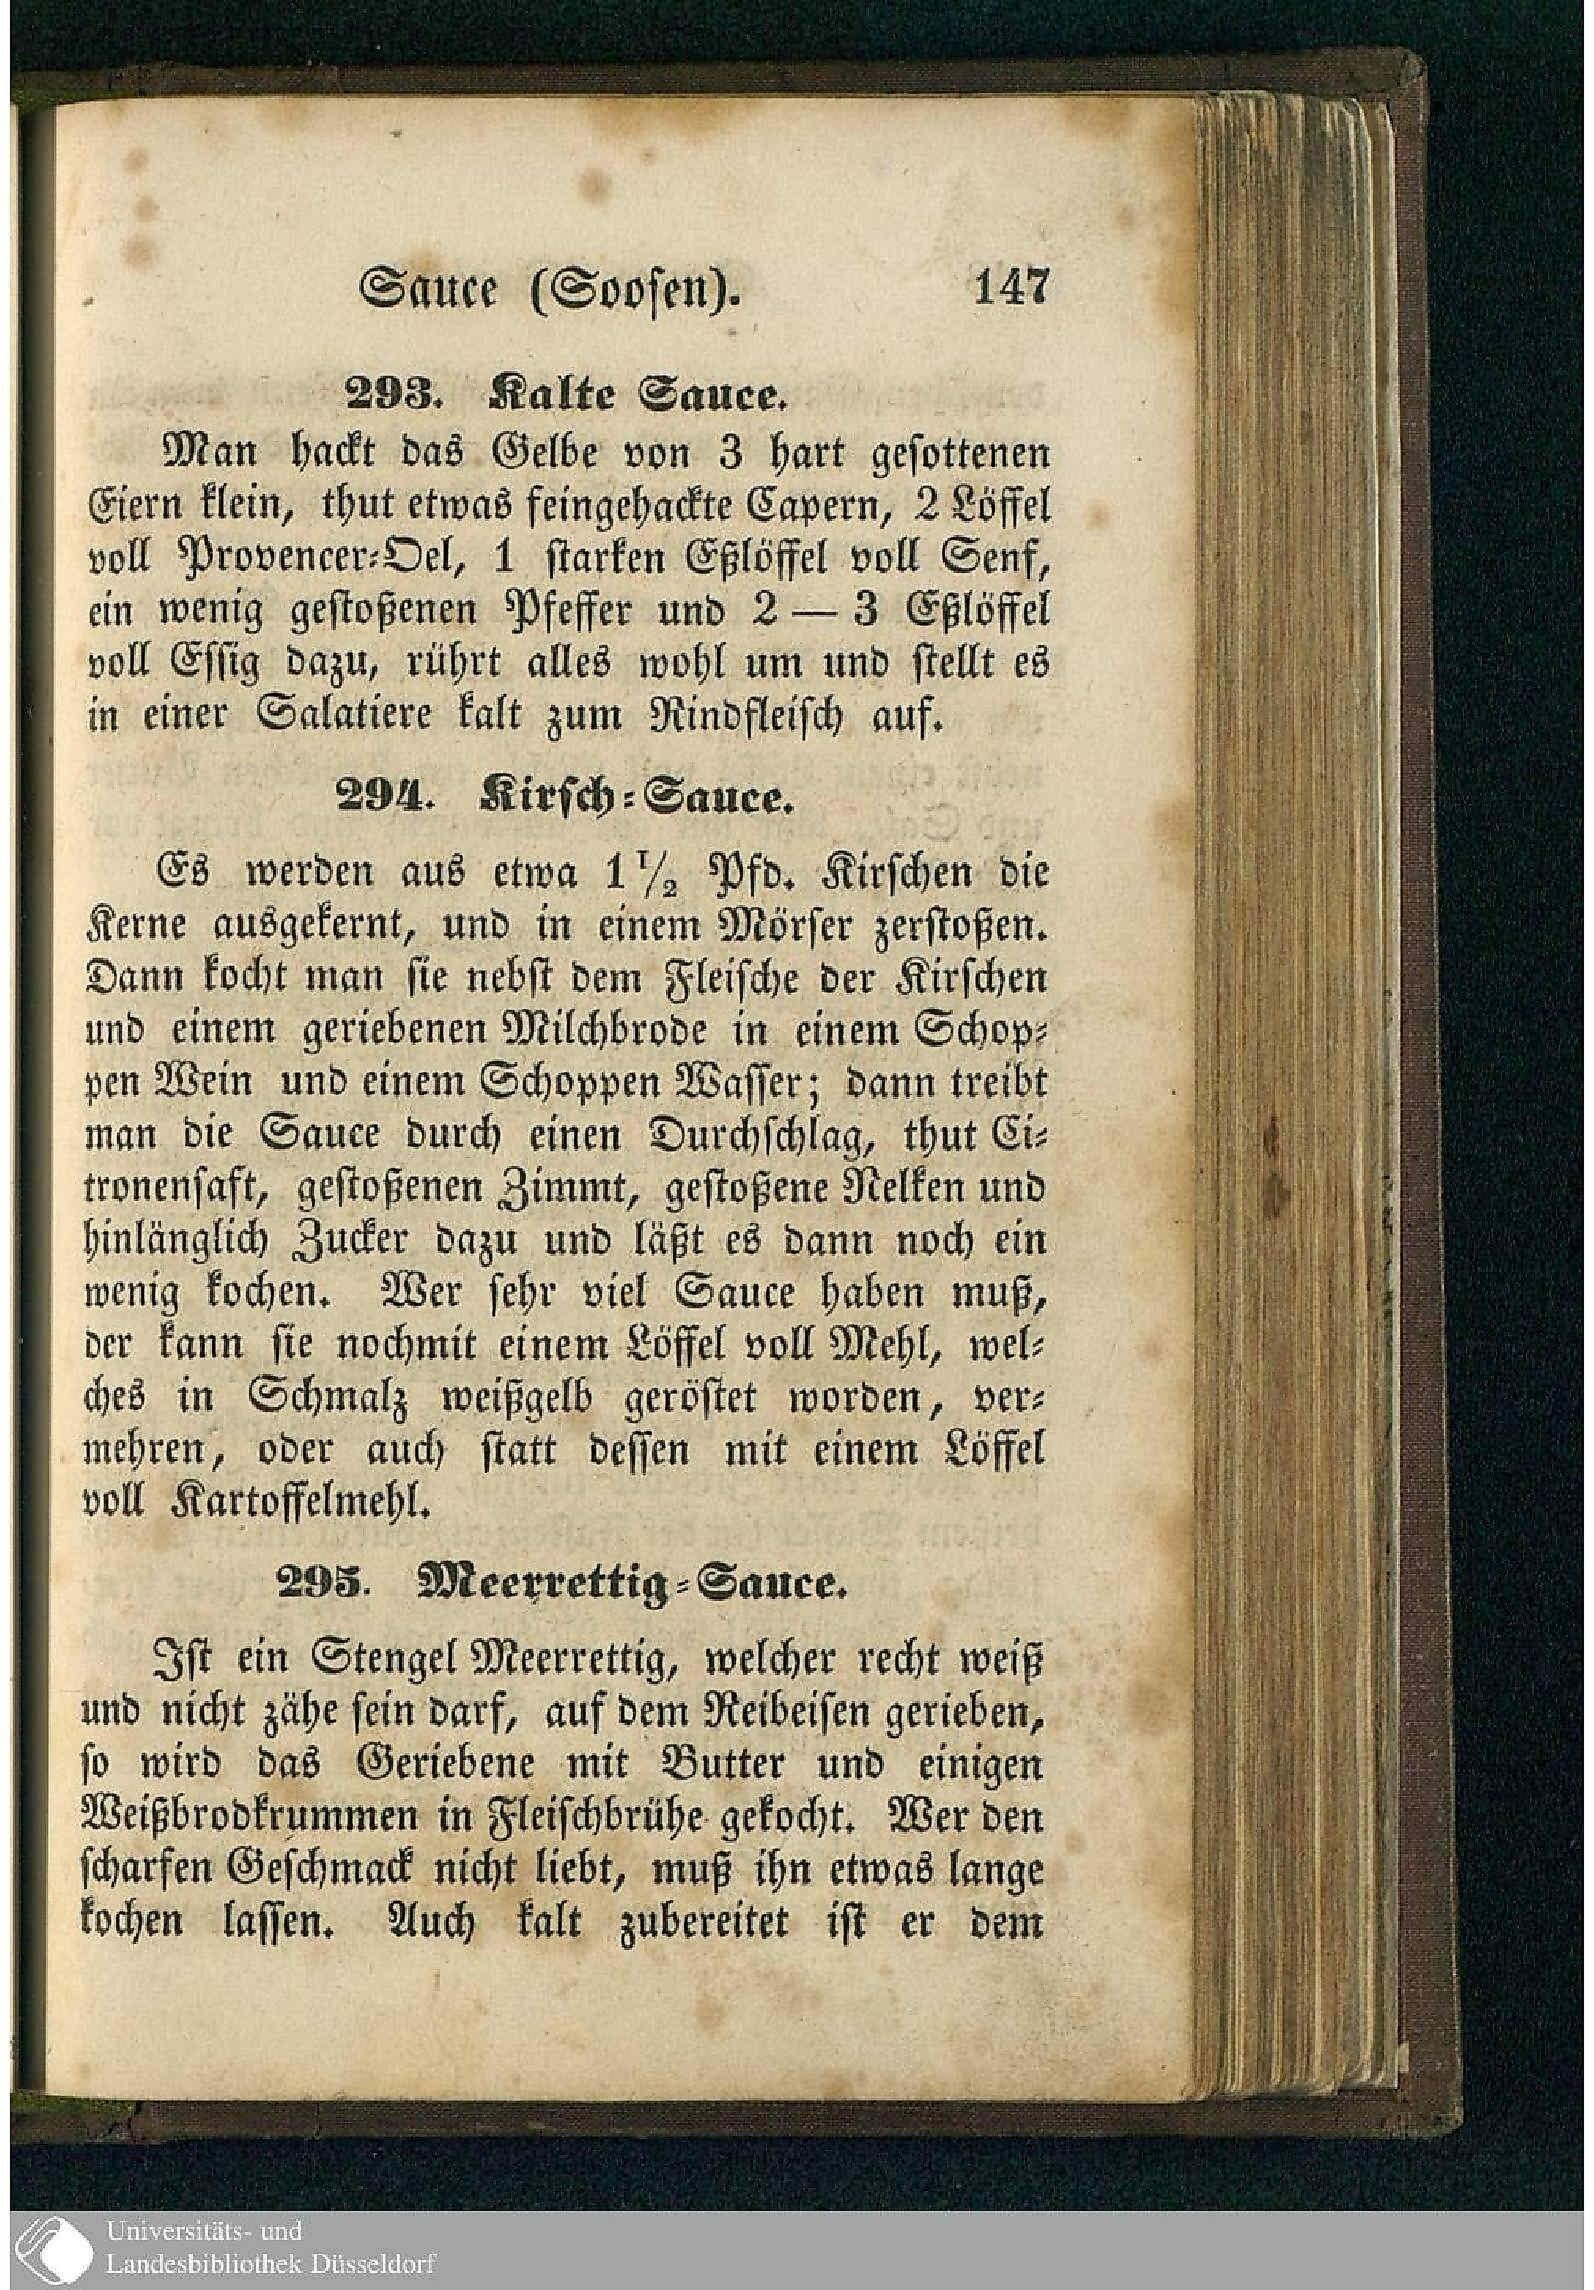 Sauce (Soosen). 147
293. Kalte Sauce.
Man hackt das Gelbe von 3 hart gesottenen
Eiern klein, thut etwas feingehackte Capern, 2 Löffel
voll Provencer-Oel, 1 starken Eßlöffel voll Senf,
ein wenig gestoßenen Pfeffer und 2 — 3 Eßlöffel
voll Essig dazu, rührt alles wohl um und stellt es
in einer Salatiere kalt zum Rindfleisch auf.
294. Kirsch-Sauce.
Es werden aus etwa 1 1/2 Pfd. Kirschen die
Kerne ausgekernt, und in einem Mörser zerstoßen.
Dann kocht man sie nebst dem Fleische der Kirschen
und einem geriebenen Milchbrode in einem Schop-
pen Wein und einem Schoppen Wasser; dann treibt
man die Sauce durch einen Durchschlag, thut Ci-
tronensaft, gestoßenen Zimmt, gestoßene Nelken und
hinlänglich Zucker dazu und läßt es dann noch ein
wenig kochen. Wer sehr viel Sauce haben muß,
der kann sie nochmit einem Löffel voll Mehl, wel-
ches in Schmalz weißgelb geröstet worden, ver-
mehren, oder auch statt dessen mit einem Löffel
voll Kartoffelmehl.
295. Meerrettig-Sauce.
Ist ein Stengel Meerrettig, welcher recht weiß
und nicht zähe sein darf, auf dem Reibeisen gerieben,
so wird das Geriebene mit Butter und einigen
Weißbrodkrummen in Fleischbrühe gekocht. Wer den
scharfen Geschmack nicht liebt, muß ihn etwas lange
kochen lassen. Auch kalt zubereitet ist er dem
Universitäts- und
Landesbibliothek Düsseldorf